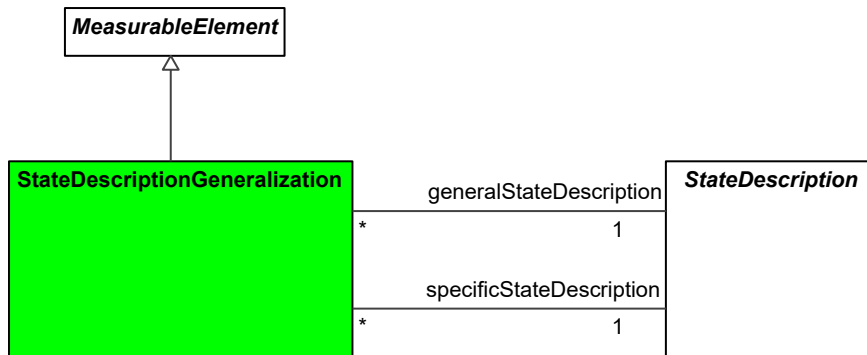 MeasurableElement
StateDescriptionGeneralization
StateDescription
generalStateDescription
* 1
specificStateDescription
* 1